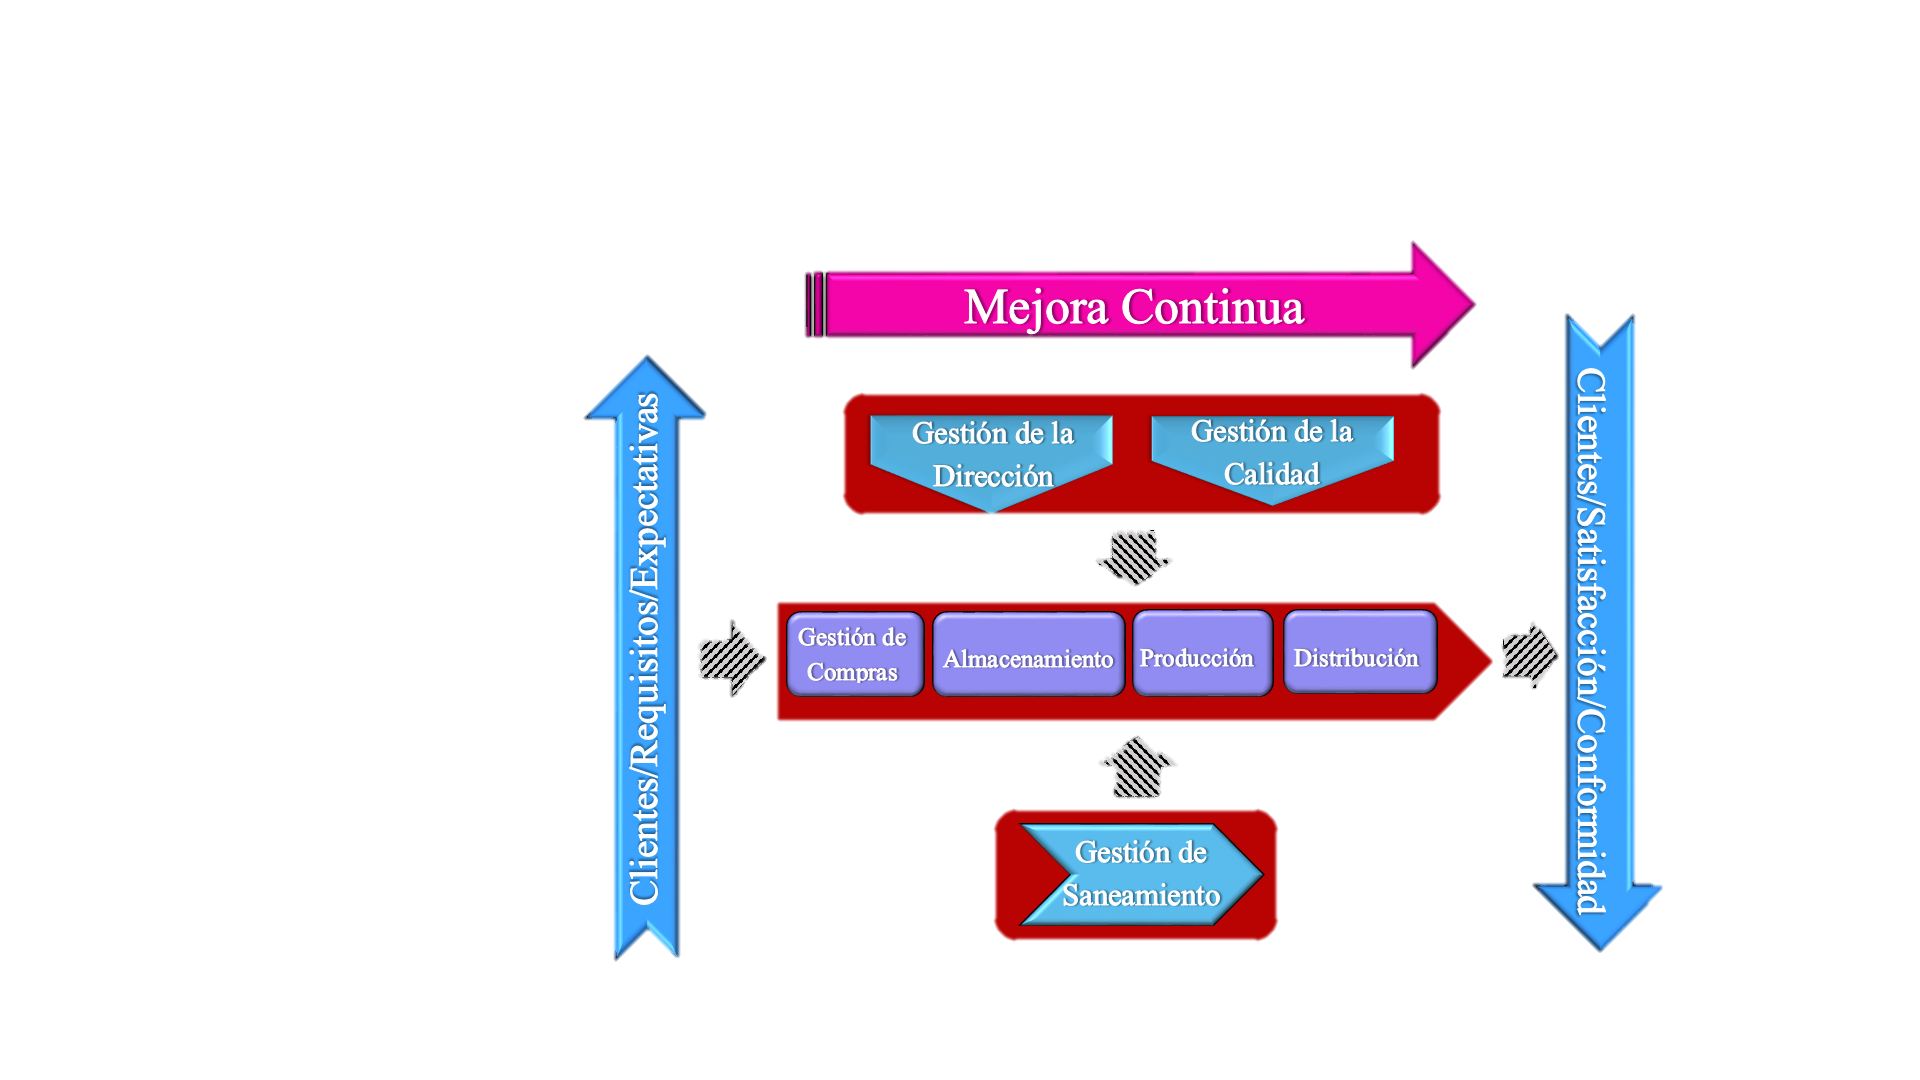 Mejora Continua
Clientes/Requisitos/Expectativas
Gestión de la
Dirección
Gestión de la
Calidad
Gestión de
Compras
Almacenamiento
Producción
Distribución
Gestión de
Saneamiento
Clientes/Satisfacción/Conformidad